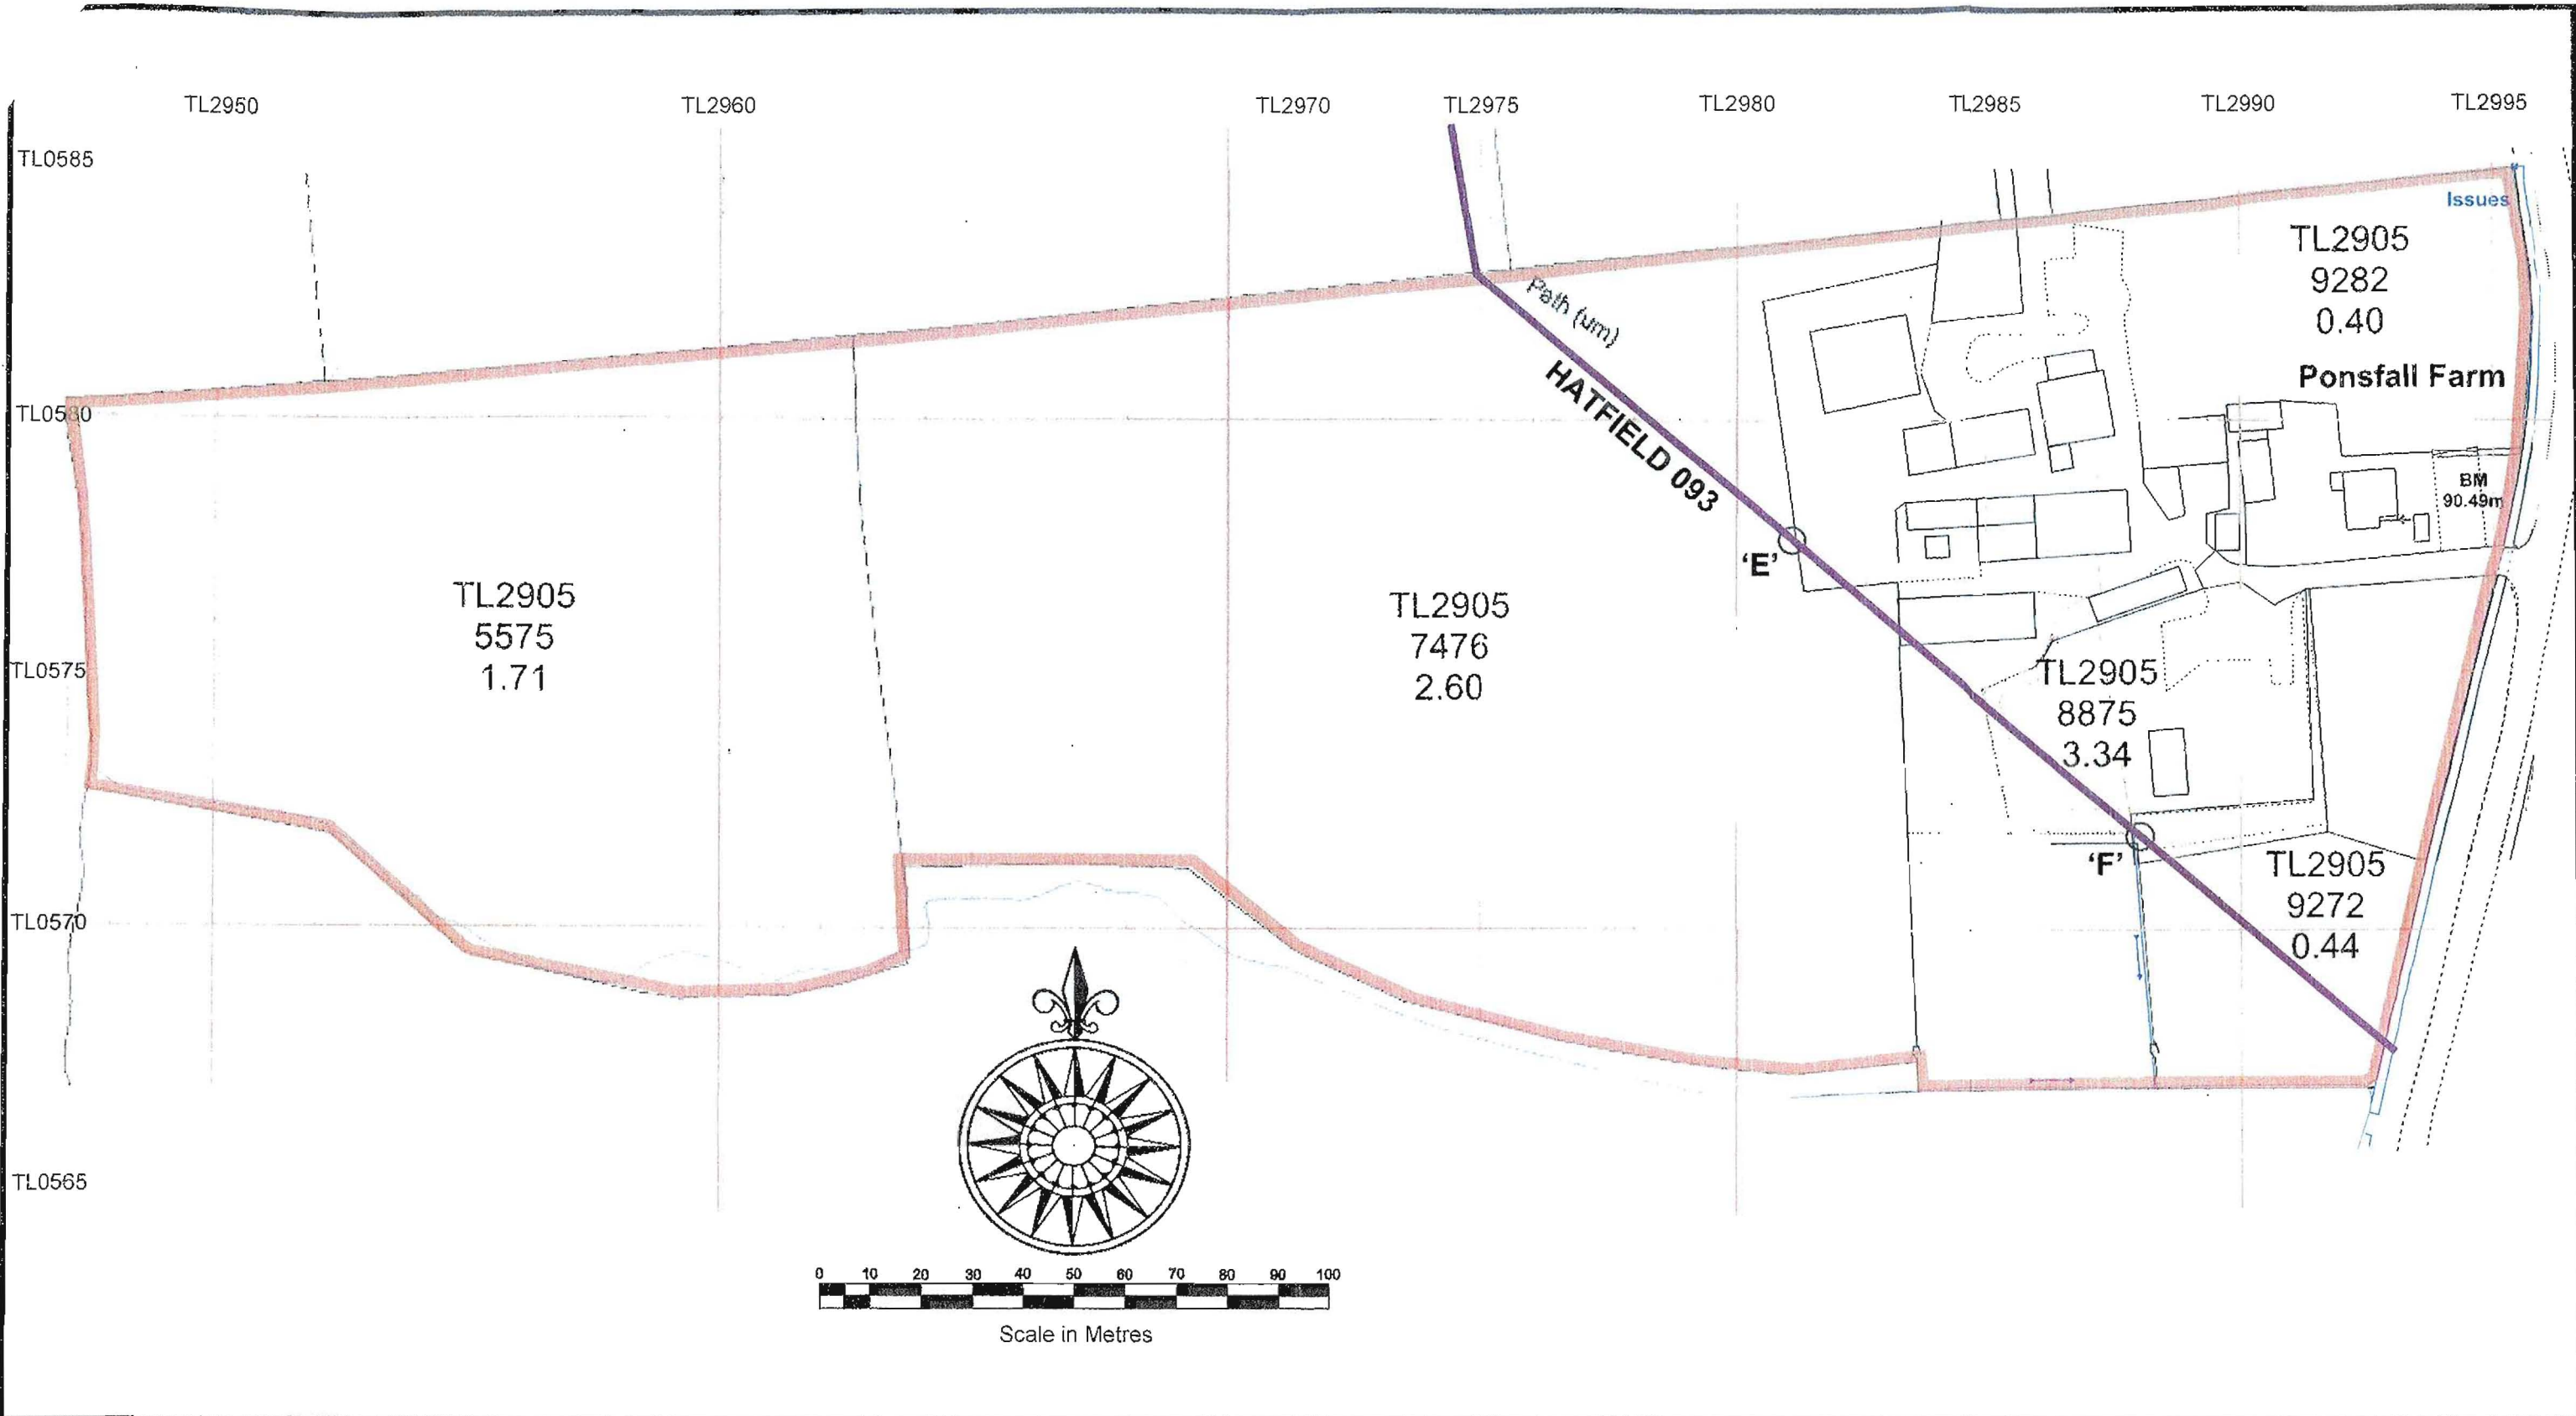 TL2950 TL2960 TL2970 TL2975 TL2980 TL2985 TL2990 TL2995
TL0585
Issues
TL2905
9282
0.40
Path (um)
Ponsfall Farm
HATFIELD 093
TL0580
BM
90.49m
'E'
TL2905
5575
1.71
TL2905
7476
2.60
TL0575
TL2905
8875
3.34
'F'
TL2905
9272
0.44
TL0570
TL0565
0 10 20 30 40 50 60 70 80 90 100
Scale in Metres